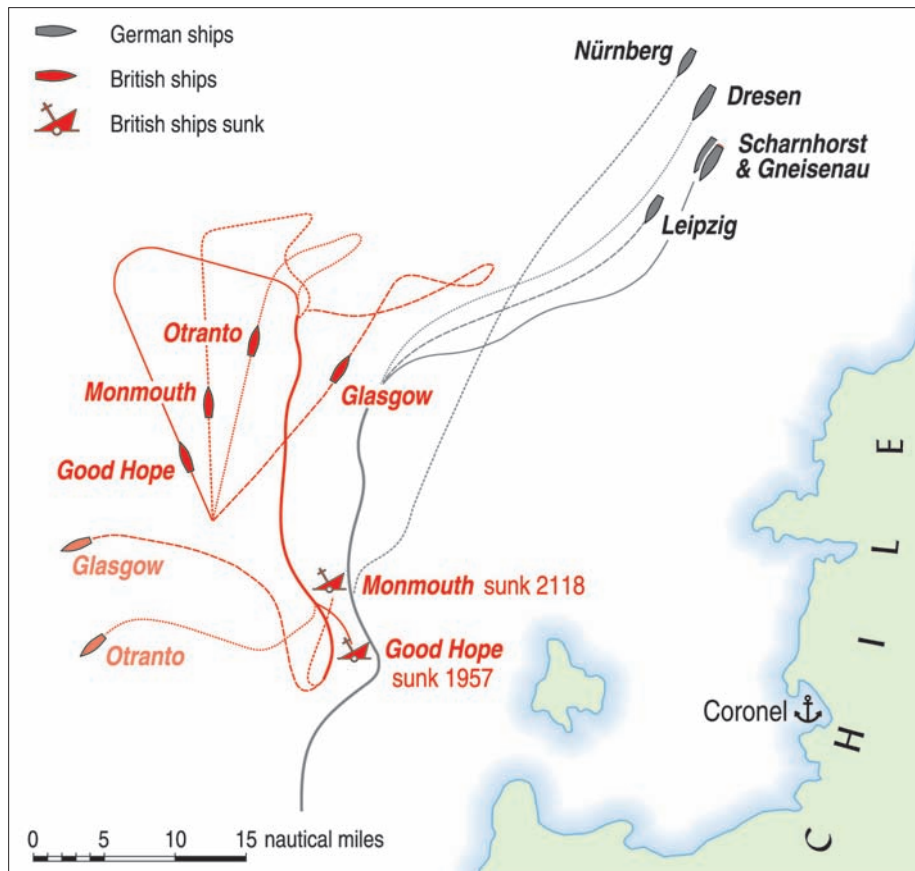 German ships
British ships
British ships sunk
Nürnberg
Dresen
Scharnhorst
& Gneisenau
Leipzig
Otranto
Monmouth
Glasgow
Good Hope
Glasgow
Monmouth sunk 2118
Otranto
Good Hope
sunk 1957
Coronel
CHILE
0 5 10 15 nautical miles